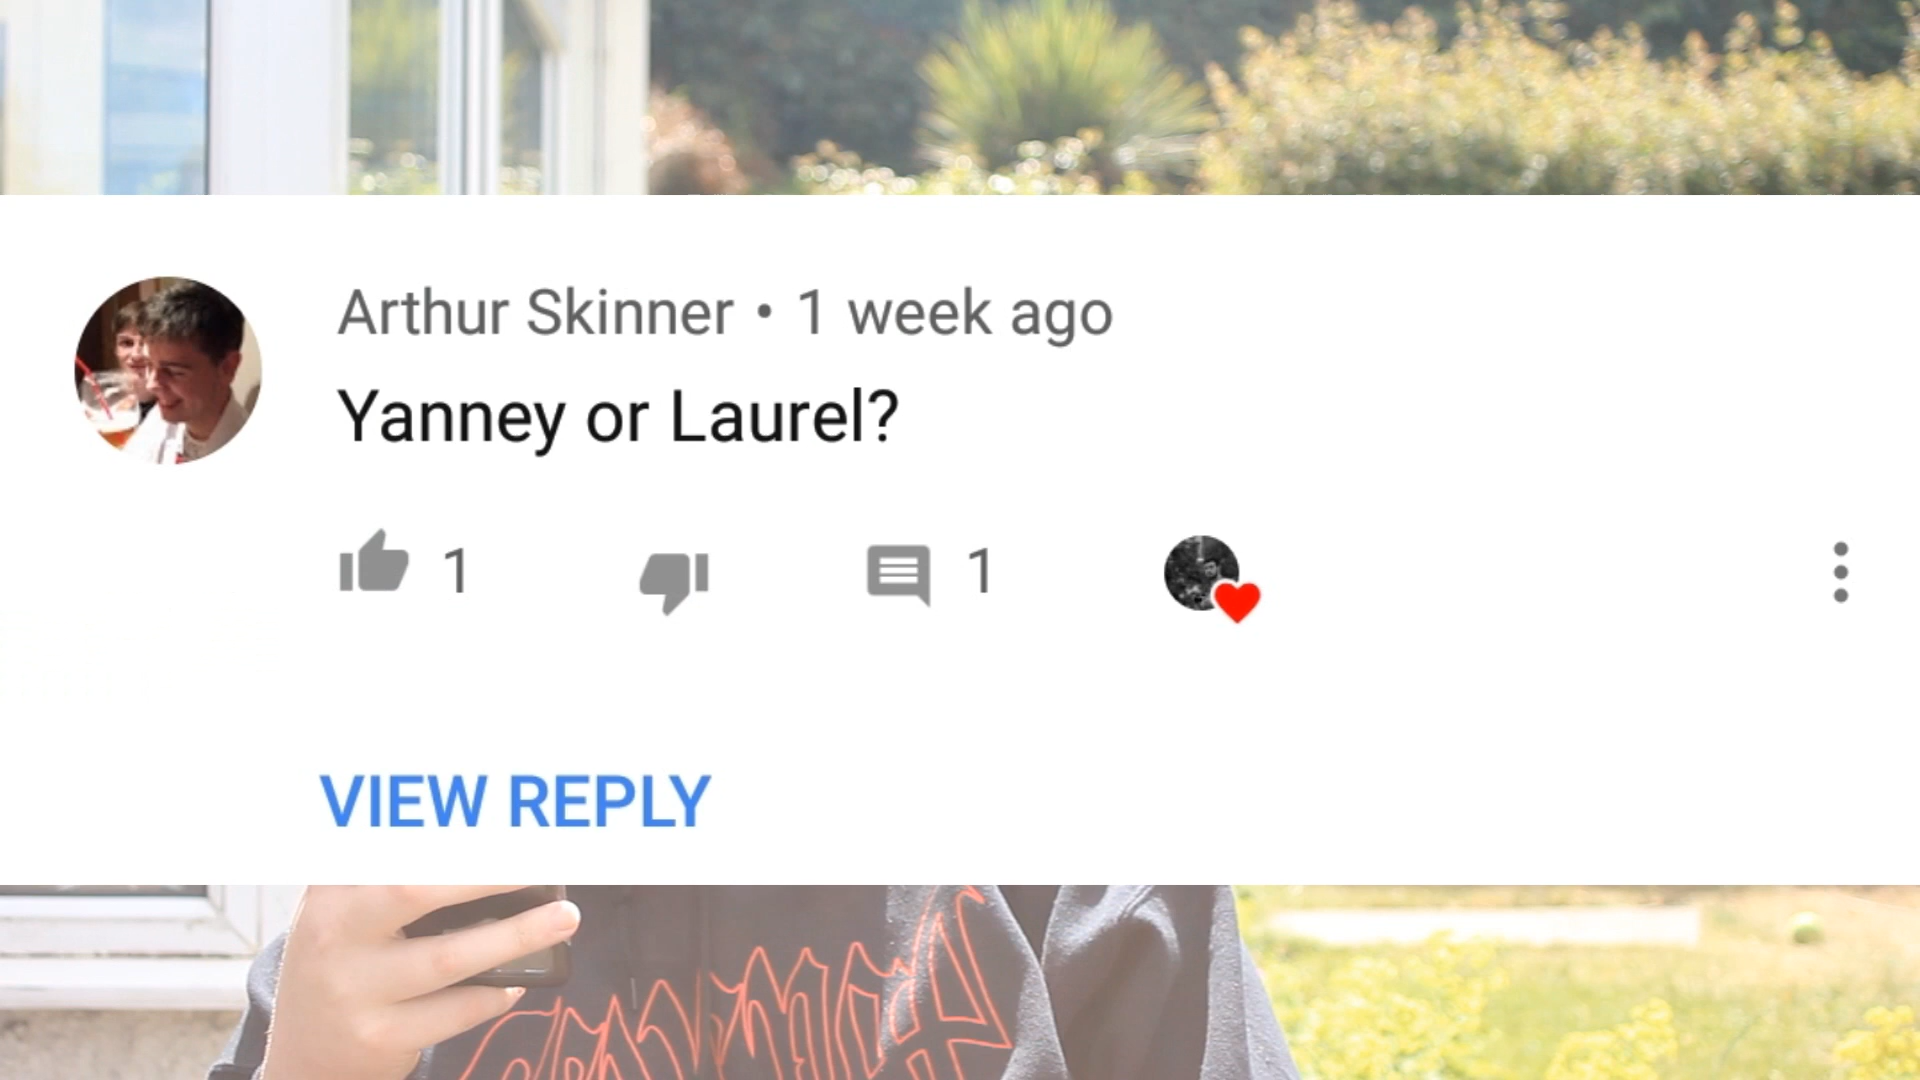 Arthur Skinner • 1 week ago
Yanney or Laurel?
1
1
VIEW REPLY